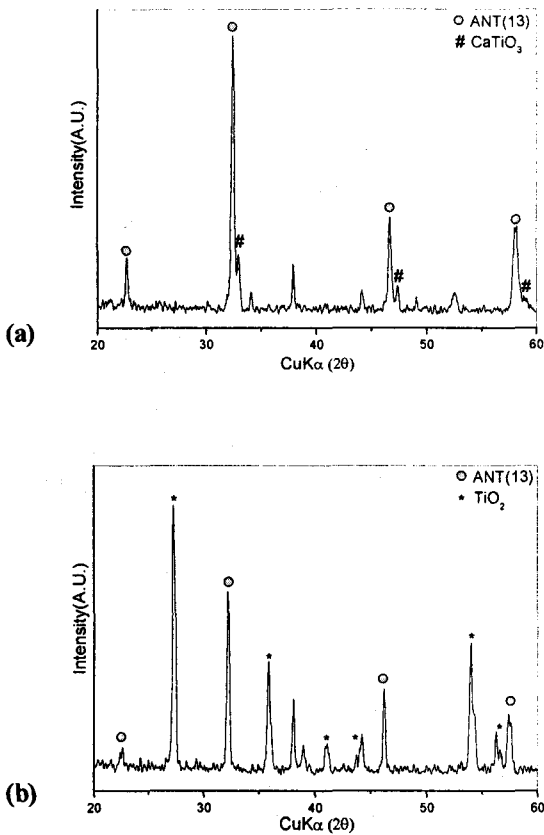 ○ ANT(13)
# CaTiO₃
Intensity(A.U.)
(a)
20 30 40 50 60
CuKα (2θ)
○ ANT(13)
* TiO₂
Intensity(A.U.)
(b)
20 30 40 50 60
CuKα (2θ)